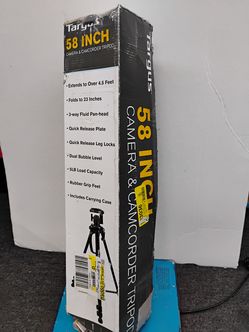 Targus
58 INCH
CAMERA & CAMCORDER TRIPOD
• Extends to Over 4.5 Feet
• Folds to 23 Inches
• 3-way Fluid Pan-head
• Quick Release Plate
• Quick Release Leg Locks
• Dual Bubble Level
• 5LB Load Capacity
• Rubber Grip Feet
• Includes Carrying Case
Targus
58 INCH
CAMERA & CAMCORDER TRIPOD